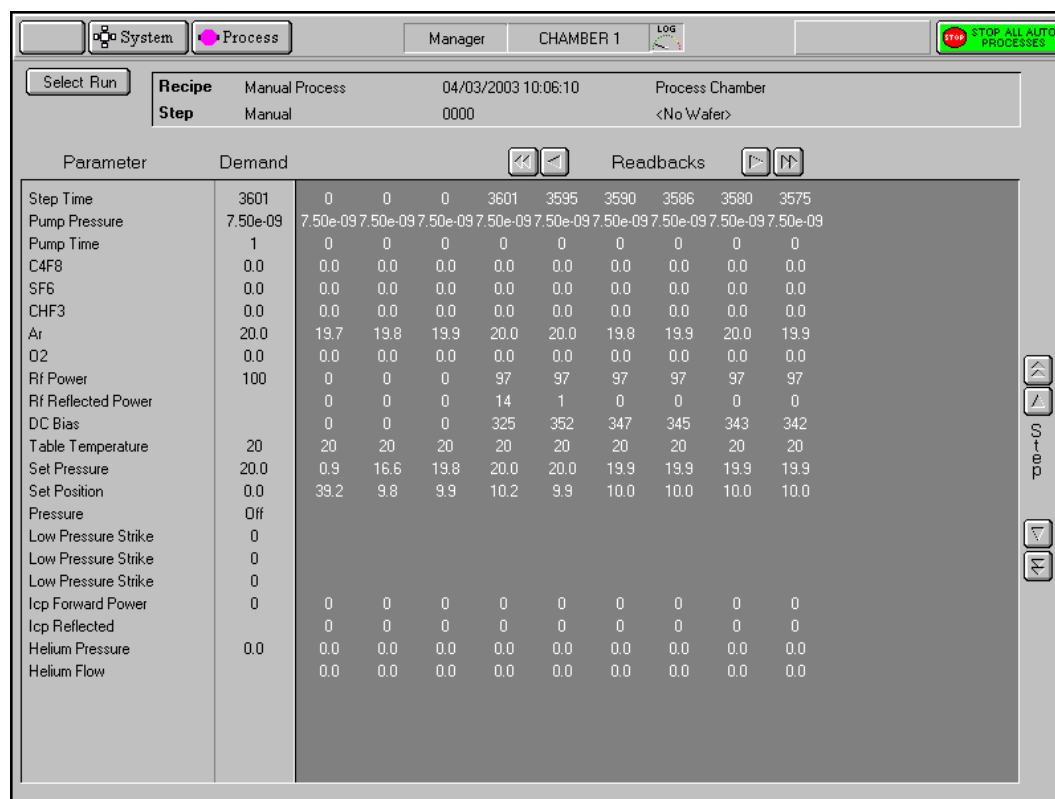 System Process Manager CHAMBER 1 LOG STOP STOP ALL AUTO PROCESSES
Select Run
Recipe Manual Process 04/03/2003 10:06:10 Process Chamber
Step Manual 0000 <No Wafer>
Parameter Demand Readbacks
Step Time 3601 0 0 0 3601 3595 3590 3586 3580 3575
Pump Pressure 7.50e-09 7.50e-09 7.50e-09 7.50e-09 7.50e-09 7.50e-09 7.50e-09 7.50e-09 7.50e-09 7.50e-09
Pump Time 1 0 0 0 0 0 0 0 0 0
C4F8 0.0 0.0 0.0 0.0 0.0 0.0 0.0 0.0 0.0 0.0
SF6 0.0 0.0 0.0 0.0 0.0 0.0 0.0 0.0 0.0 0.0
CHF3 0.0 0.0 0.0 0.0 0.0 0.0 0.0 0.0 0.0 0.0
Ar 20.0 19.7 19.8 19.9 20.0 20.0 19.8 19.9 20.0 19.9
O2 0.0 0.0 0.0 0.0 0.0 0.0 0.0 0.0 0.0 0.0
Rf Power 100 0 0 0 97 97 97 97 97 97
Rf Reflected Power 0 0 0 14 1 0 0 0 0
DC Bias 0 0 0 325 352 347 345 343 342
Table Temperature 20 20 20 20 20 20 20 20 20 20
Set Pressure 20.0 0.9 16.6 19.8 20.0 20.0 19.9 19.9 19.9 19.9
Set Position 0.0 39.2 9.8 9.9 10.2 9.9 10.0 10.0 10.0 10.0
Pressure Off
Low Pressure Strike 0
Low Pressure Strike 0
Low Pressure Strike 0
Icp Forward Power 0 0 0 0 0 0 0 0 0 0
Icp Reflected 0 0 0 0 0 0 0 0 0
Helium Pressure 0.0 0.0 0.0 0.0 0.0 0.0 0.0 0.0 0.0 0.0
Helium Flow 0.0 0.0 0.0 0.0 0.0 0.0 0.0 0.0 0.0
Step